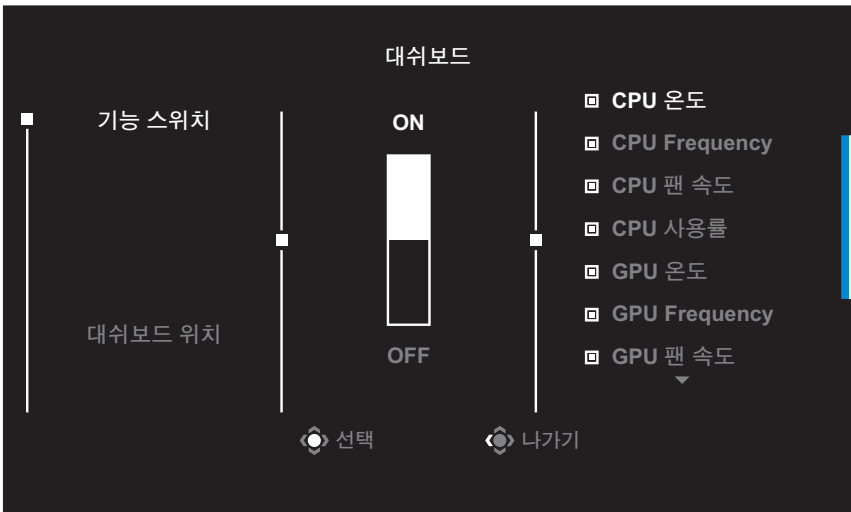 대쉬보드
기능 스위치
대쉬보드 위치
ON
OFF
CPU 온도
CPU Frequency
CPU 팬 속도
CPU 사용률
GPU 온도
GPU Frequency
GPU 팬 속도
선택
나가기